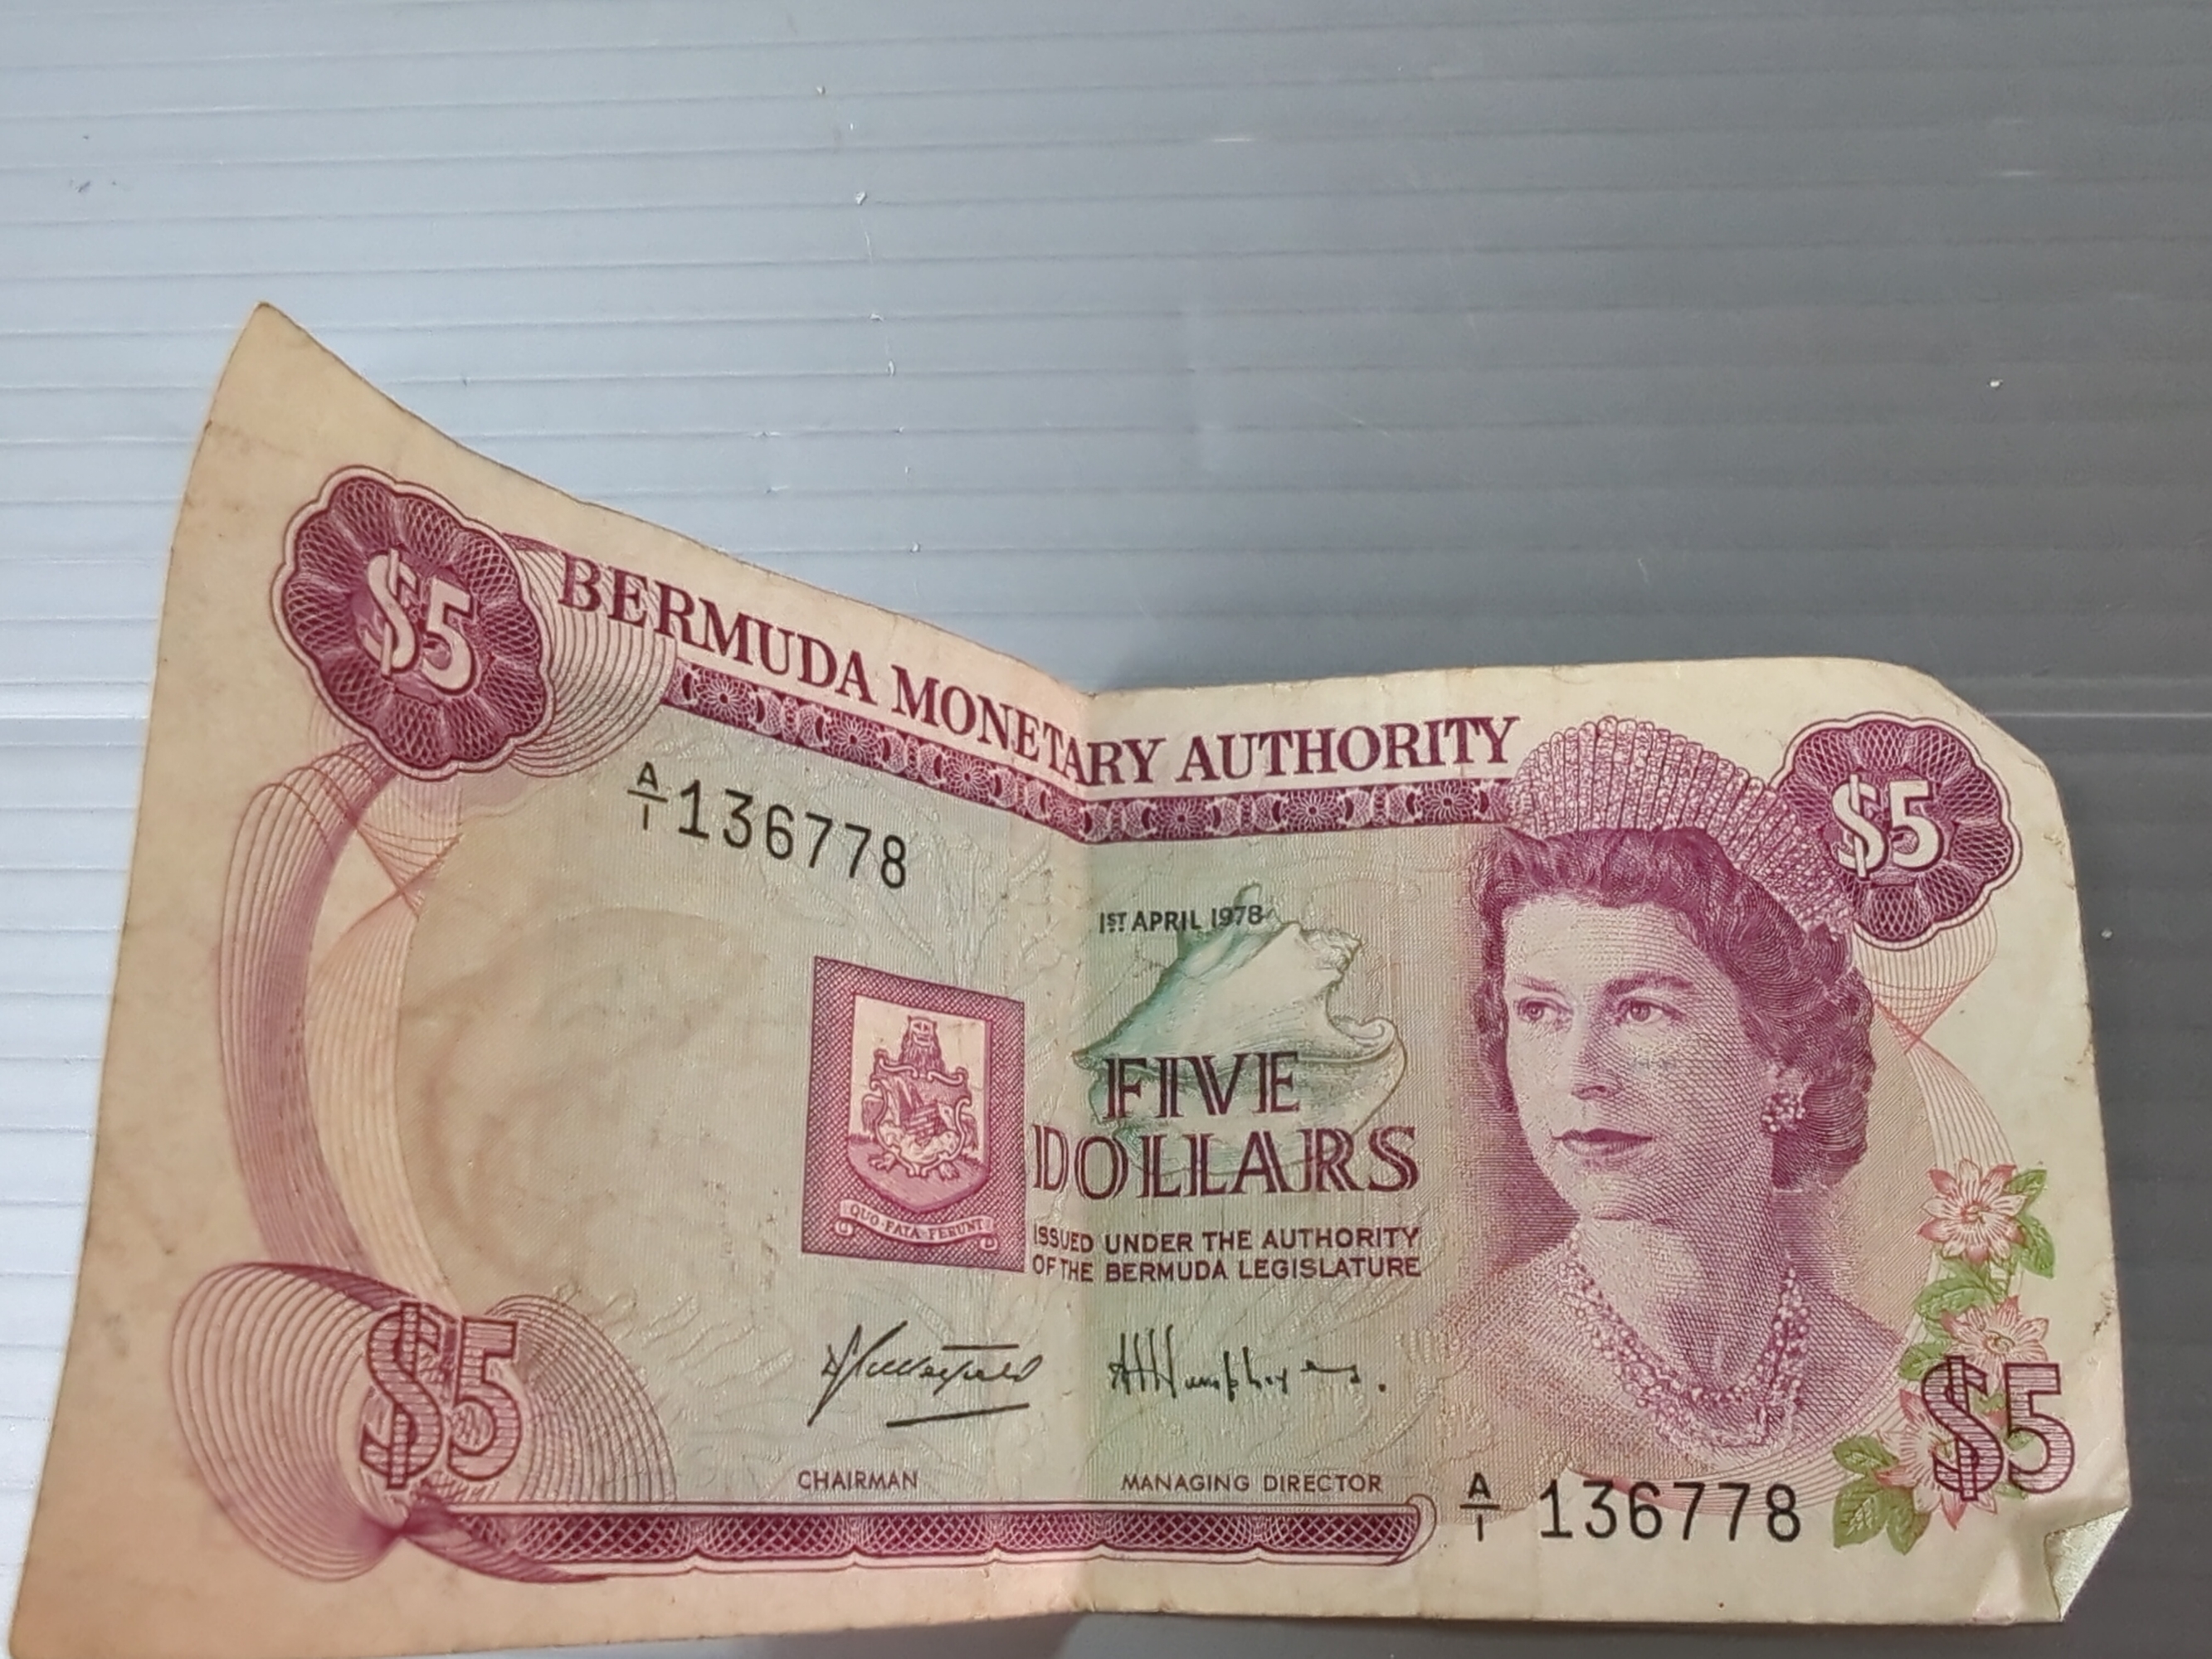 $5
BERMUDA MONETARY AUTHORITY
$5
A/1 136778
1ST APRIL 1978
FIVE
DOLLARS
QUO FATA FERUNT
ISSUED UNDER THE AUTHORITY
OF THE BERMUDA LEGISLATURE
$5
$5
CHAIRMAN
MANAGING DIRECTOR
A/1 136778